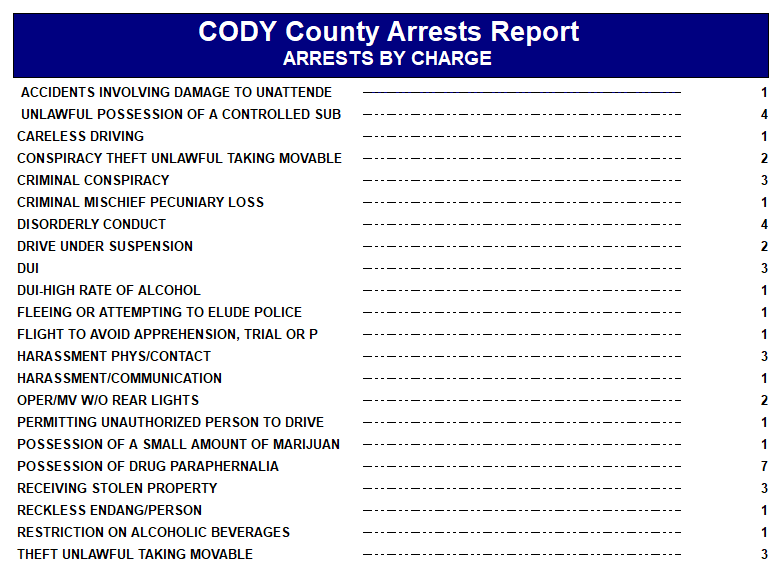 CODY County Arrests Report
ARRESTS BY CHARGE
ACCIDENTS INVOLVING DAMAGE TO UNATTENDE 1
UNLAWFUL POSSESSION OF A CONTROLLED SUB 4
CARELESS DRIVING 1
CONSPIRACY THEFT UNLAWFUL TAKING MOVABLE 2
CRIMINAL CONSPIRACY 3
CRIMINAL MISCHIEF PECUNIARY LOSS 1
DISORDERLY CONDUCT 4
DRIVE UNDER SUSPENSION 2
DUI 3
DUI-HIGH RATE OF ALCOHOL 1
FLEEING OR ATTEMPTING TO ELUDE POLICE 1
FLIGHT TO AVOID APPREHENSION, TRIAL OR P 1
HARASSMENT PHYS/CONTACT 3
HARASSMENT/COMMUNICATION 1
OPER/MV W/O REAR LIGHTS 2
PERMITTING UNAUTHORIZED PERSON TO DRIVE 1
POSSESSION OF A SMALL AMOUNT OF MARIJUAN 1
POSSESSION OF DRUG PARAPHERNALIA 7
RECEIVING STOLEN PROPERTY 3
RECKLESS ENDANG/PERSON 1
RESTRICTION ON ALCOHOLIC BEVERAGES 1
THEFT UNLAWFUL TAKING MOVABLE 3